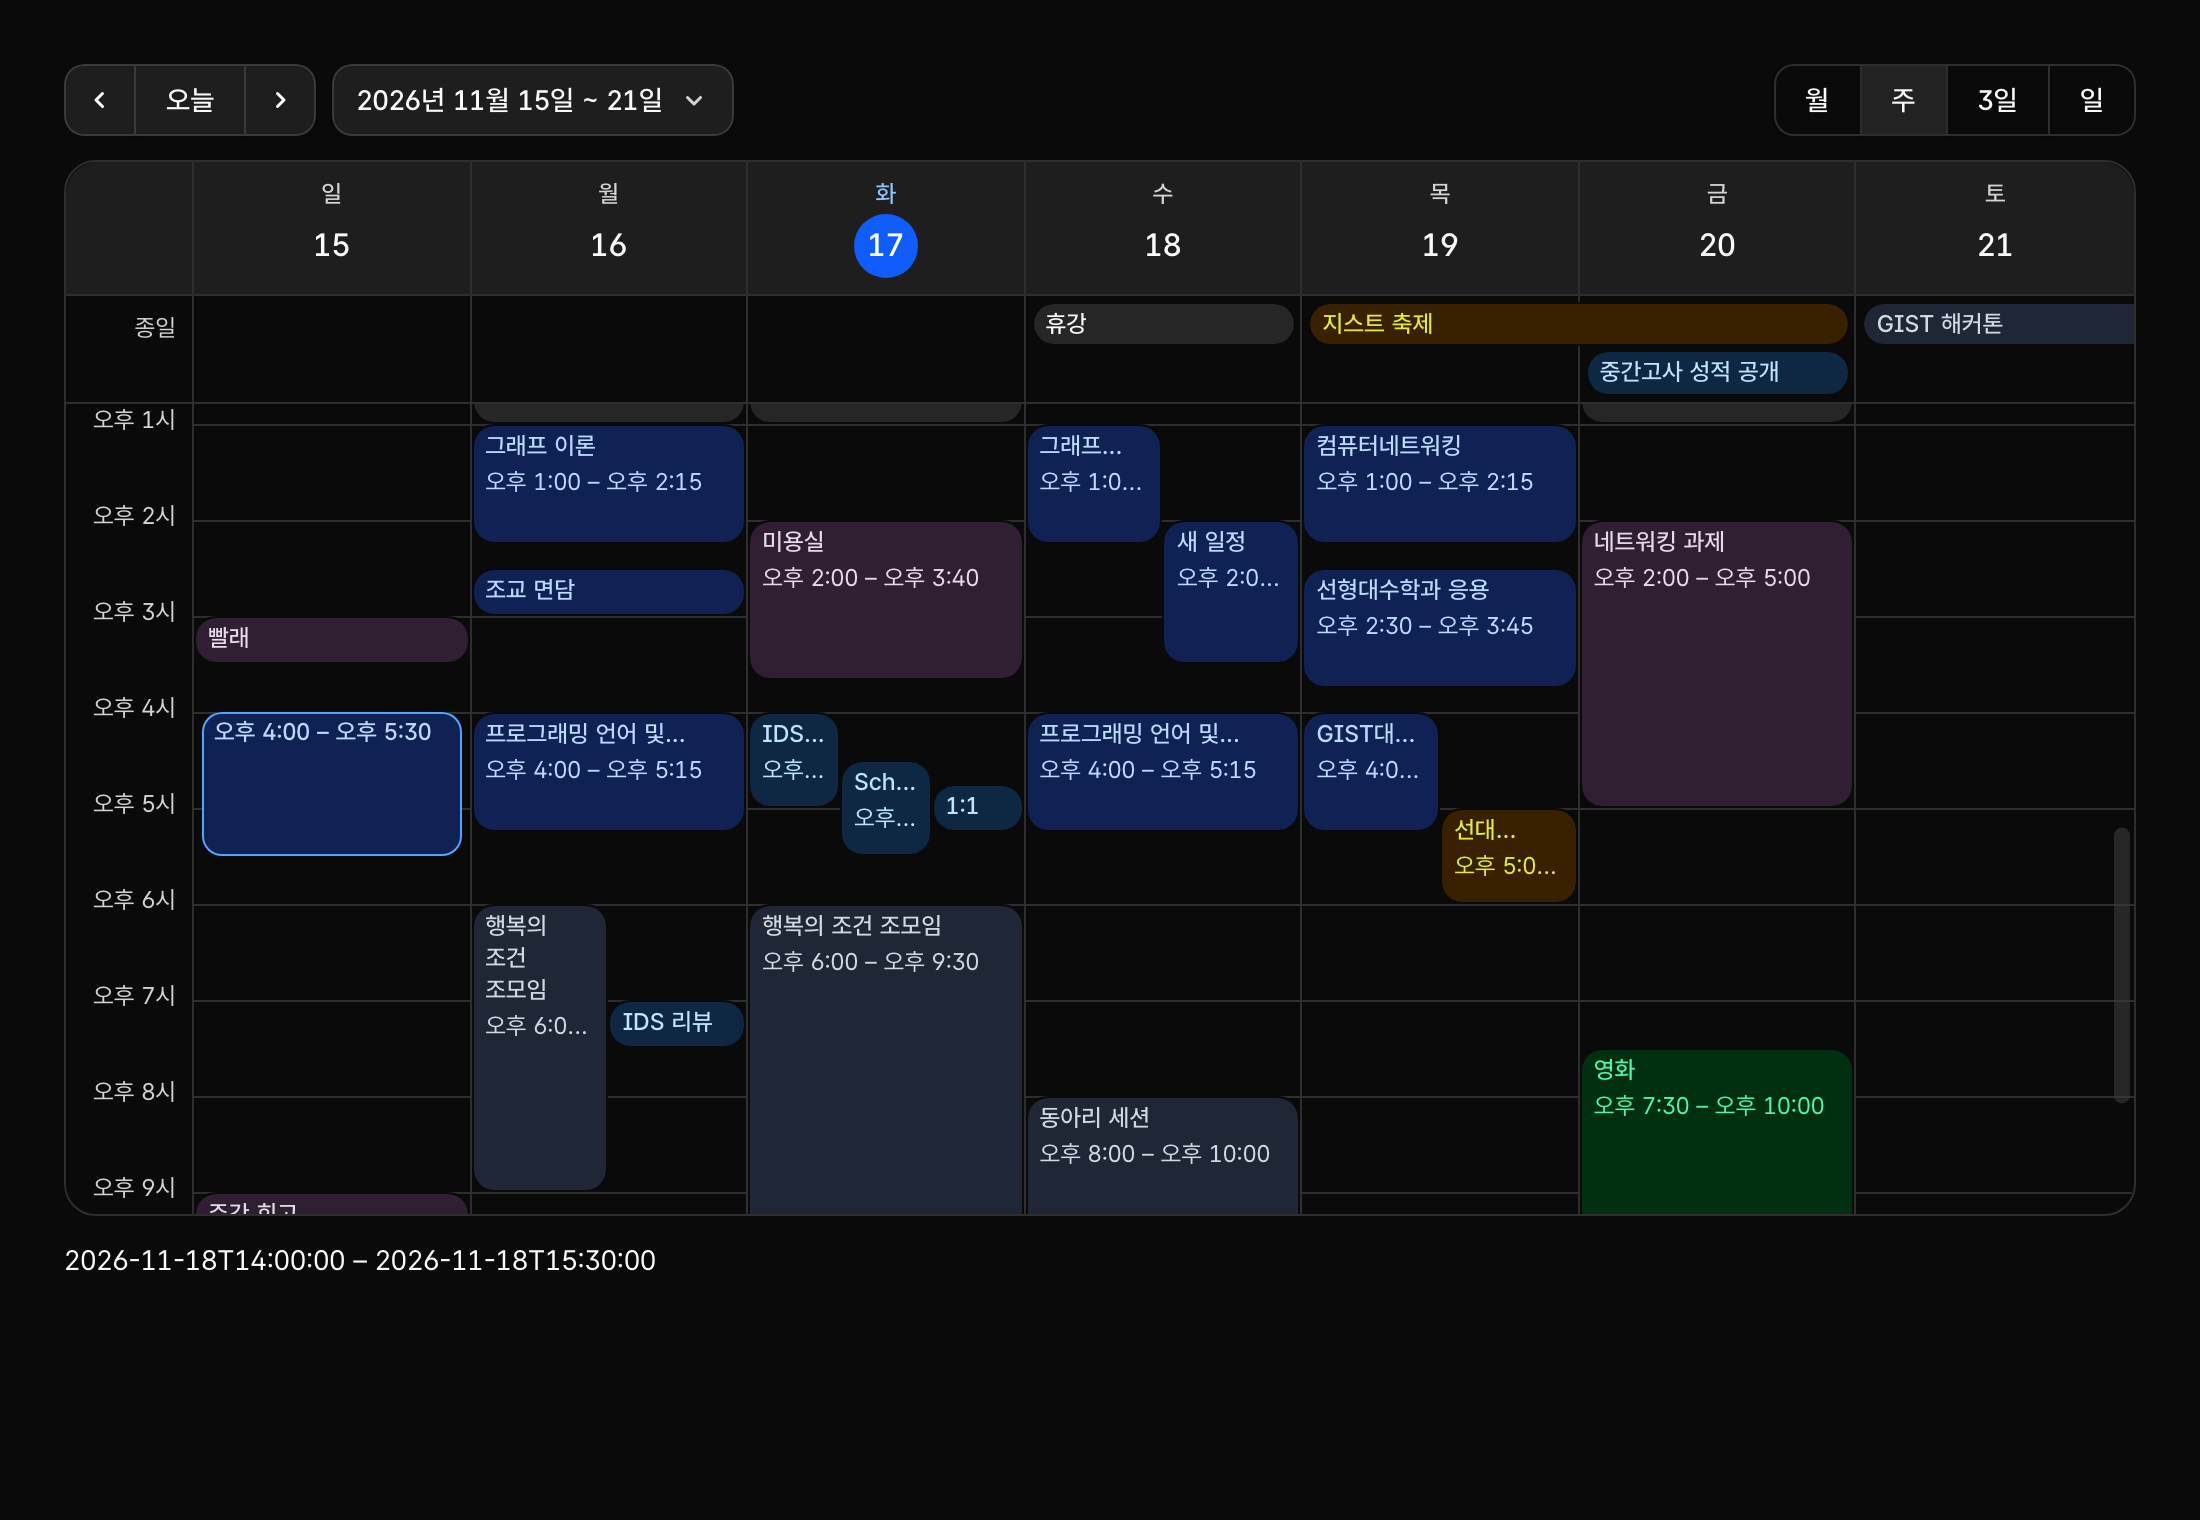 오늘
2026년 11월 15일 ~ 21일
월
주
3일
일
일
15
월
16
화
17
수
18
목
19
금
20
토
21
종일
휴강
지스트 축제
GIST 해커톤
중간고사 성적 공개
오후 1시
오후 2시
오후 3시
오후 4시
오후 5시
오후 6시
오후 7시
오후 8시
오후 9시
빨래
오후 4:00 – 오후 5:30
주간 회고
그래프 이론
오후 1:00 – 오후 2:15
조교 면담
프로그래밍 언어 및...
오후 4:00 – 오후 5:15
행복의
조건
조모임
오후 6:0...
IDS 리뷰
미용실
오후 2:00 – 오후 3:40
IDS...
오후...
Sch...
오후...
1:1
행복의 조건 조모임
오후 6:00 – 오후 9:30
그래프...
오후 1:0...
새 일정
오후 2:0...
프로그래밍 언어 및...
오후 4:00 – 오후 5:15
동아리 세션
오후 8:00 – 오후 10:00
컴퓨터네트워킹
오후 1:00 – 오후 2:15
선형대수학과 응용
오후 2:30 – 오후 3:45
GIST대...
오후 4:0...
선대...
오후 5:0...
네트워킹 과제
오후 2:00 – 오후 5:00
영화
오후 7:30 – 오후 10:00
2026-11-18T14:00:00 – 2026-11-18T15:30:00